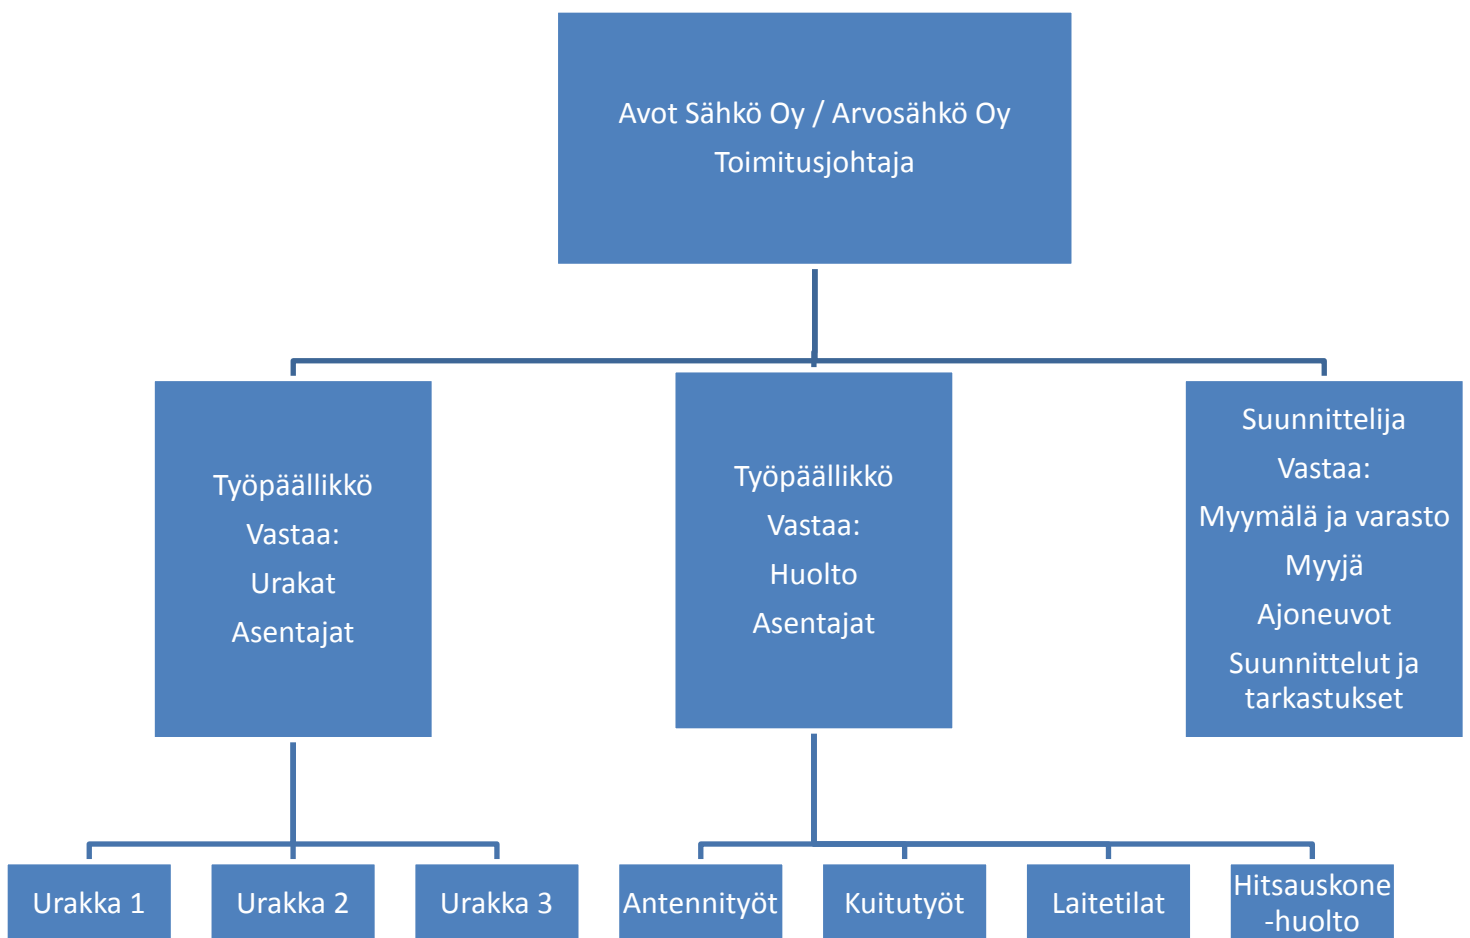 Avot Sähkö Oy / Arvosähkö Oy
Toimitusjohtaja
Työpäällikkö
Vastaa:
Urakat
Asentajat
Työpäällikkö
Vastaa:
Huolto
Asentajat
Suunnittelija
Vastaa:
Myymälä ja varasto
Myyjä
Ajoneuvot
Suunnittelut ja
tarkastukset
Urakka 1
Urakka 2
Urakka 3
Antennityöt
Kuitutyöt
Laitetilat
Hitsauskone
-huolto